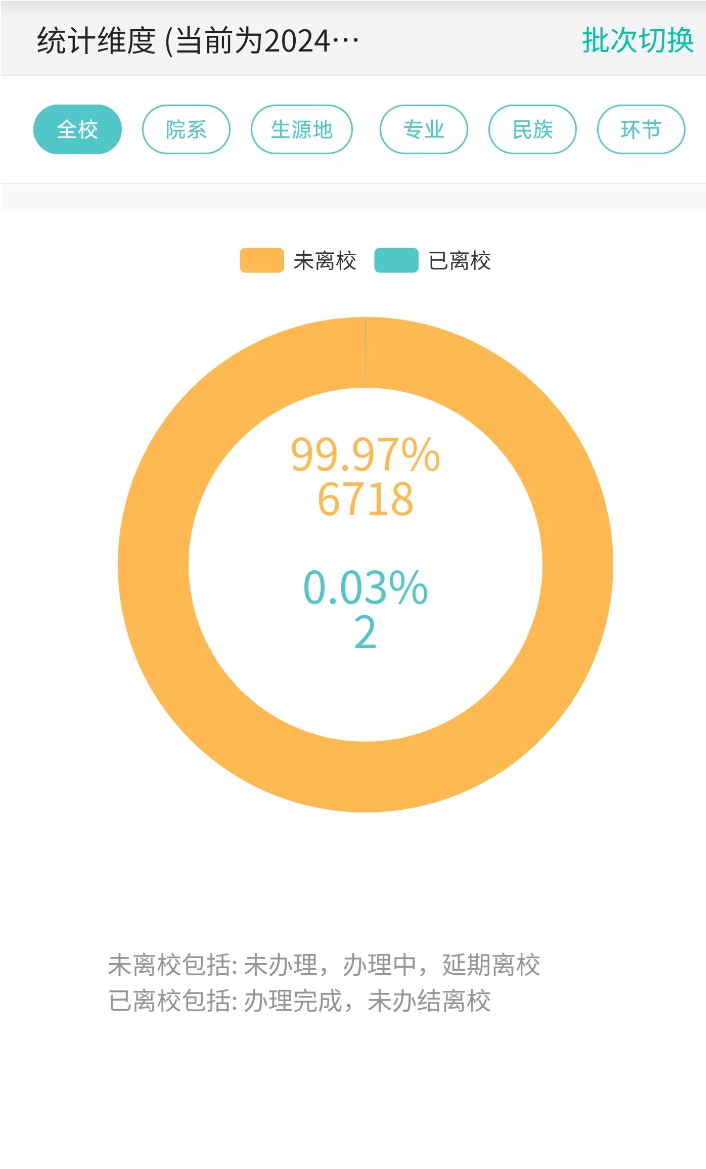 统计维度 (当前为2024…
批次切换
全校
院系
生源地
专业
民族
环节
未离校
已离校
99.97%
6718
0.03%
2
未离校包括: 未办理，办理中，延期离校
已离校包括: 办理完成，未办结离校